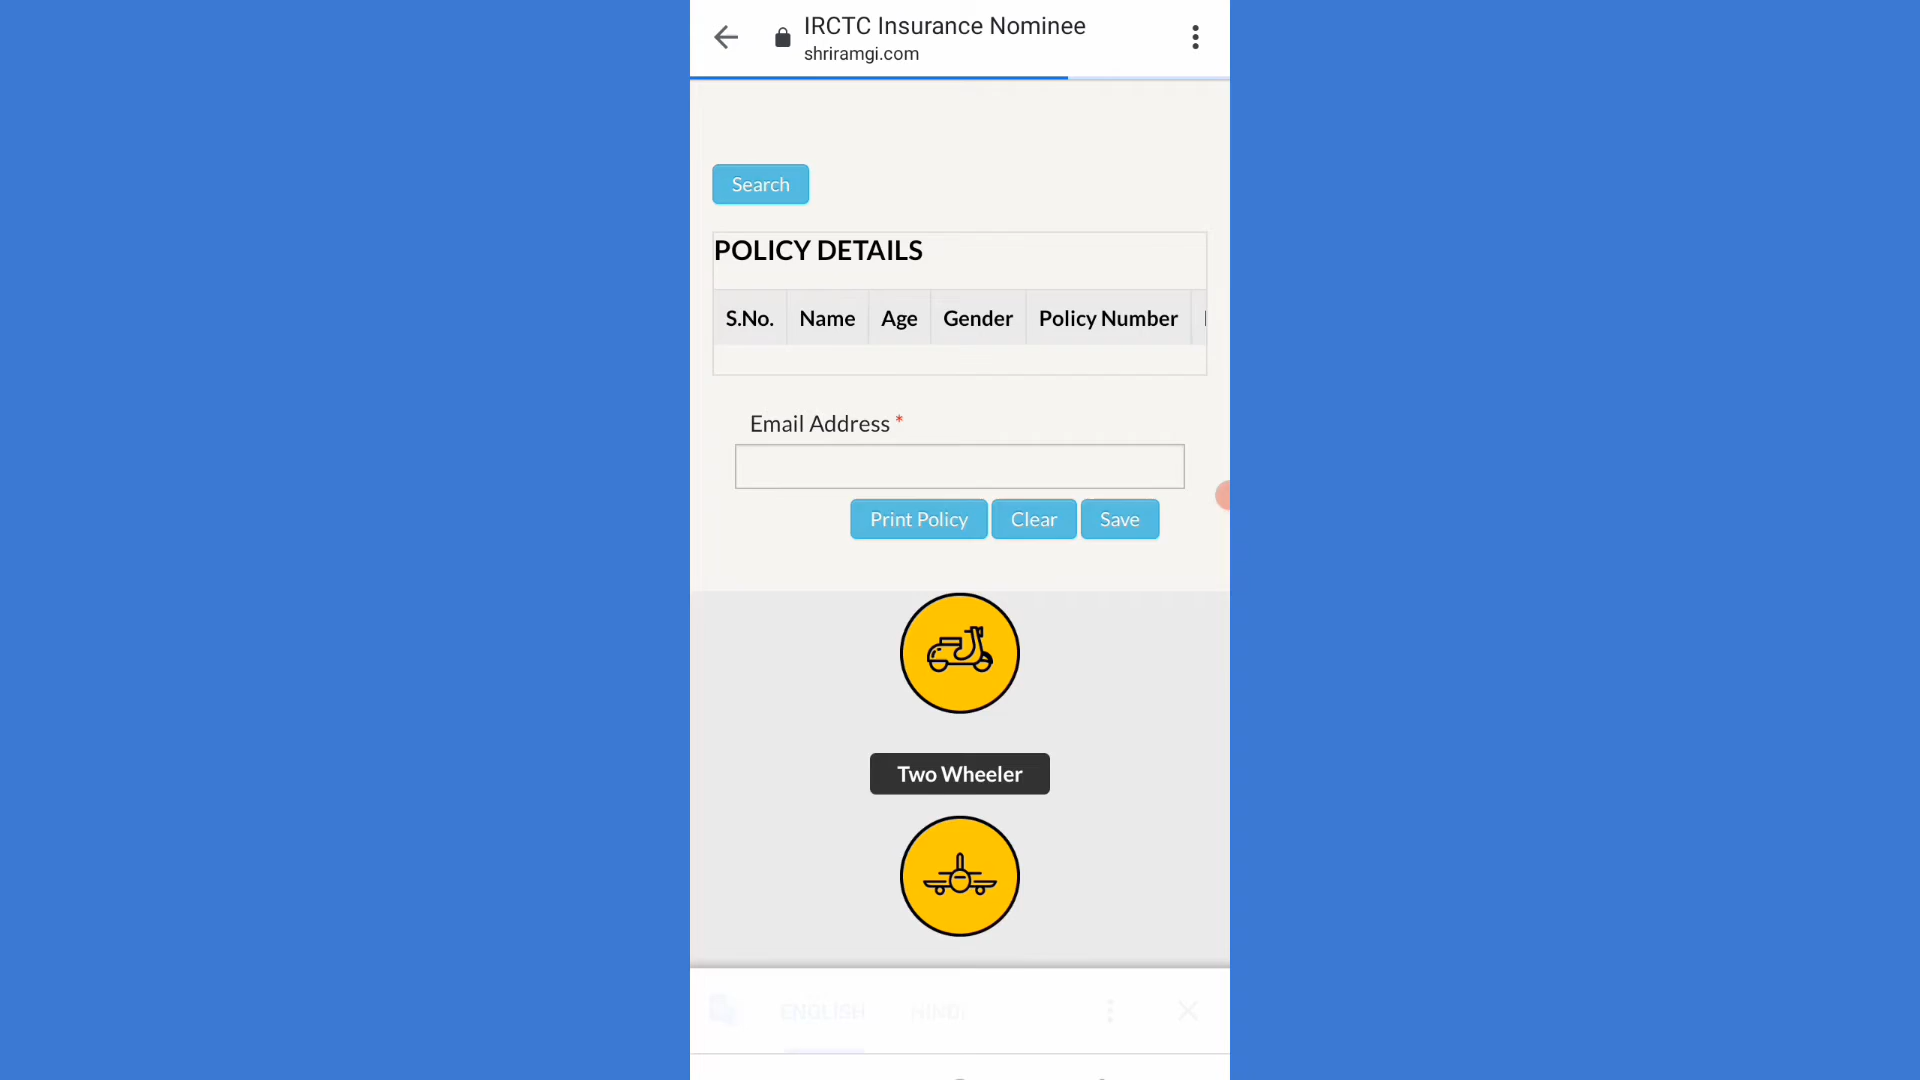 IRCTC Insurance Nominee
shriramgi.com
Search
POLICY DETAILS
S.No. Name Age Gender Policy Number
Email Address *
Print Policy Clear Save
Two Wheeler
ENGLISH HINDI